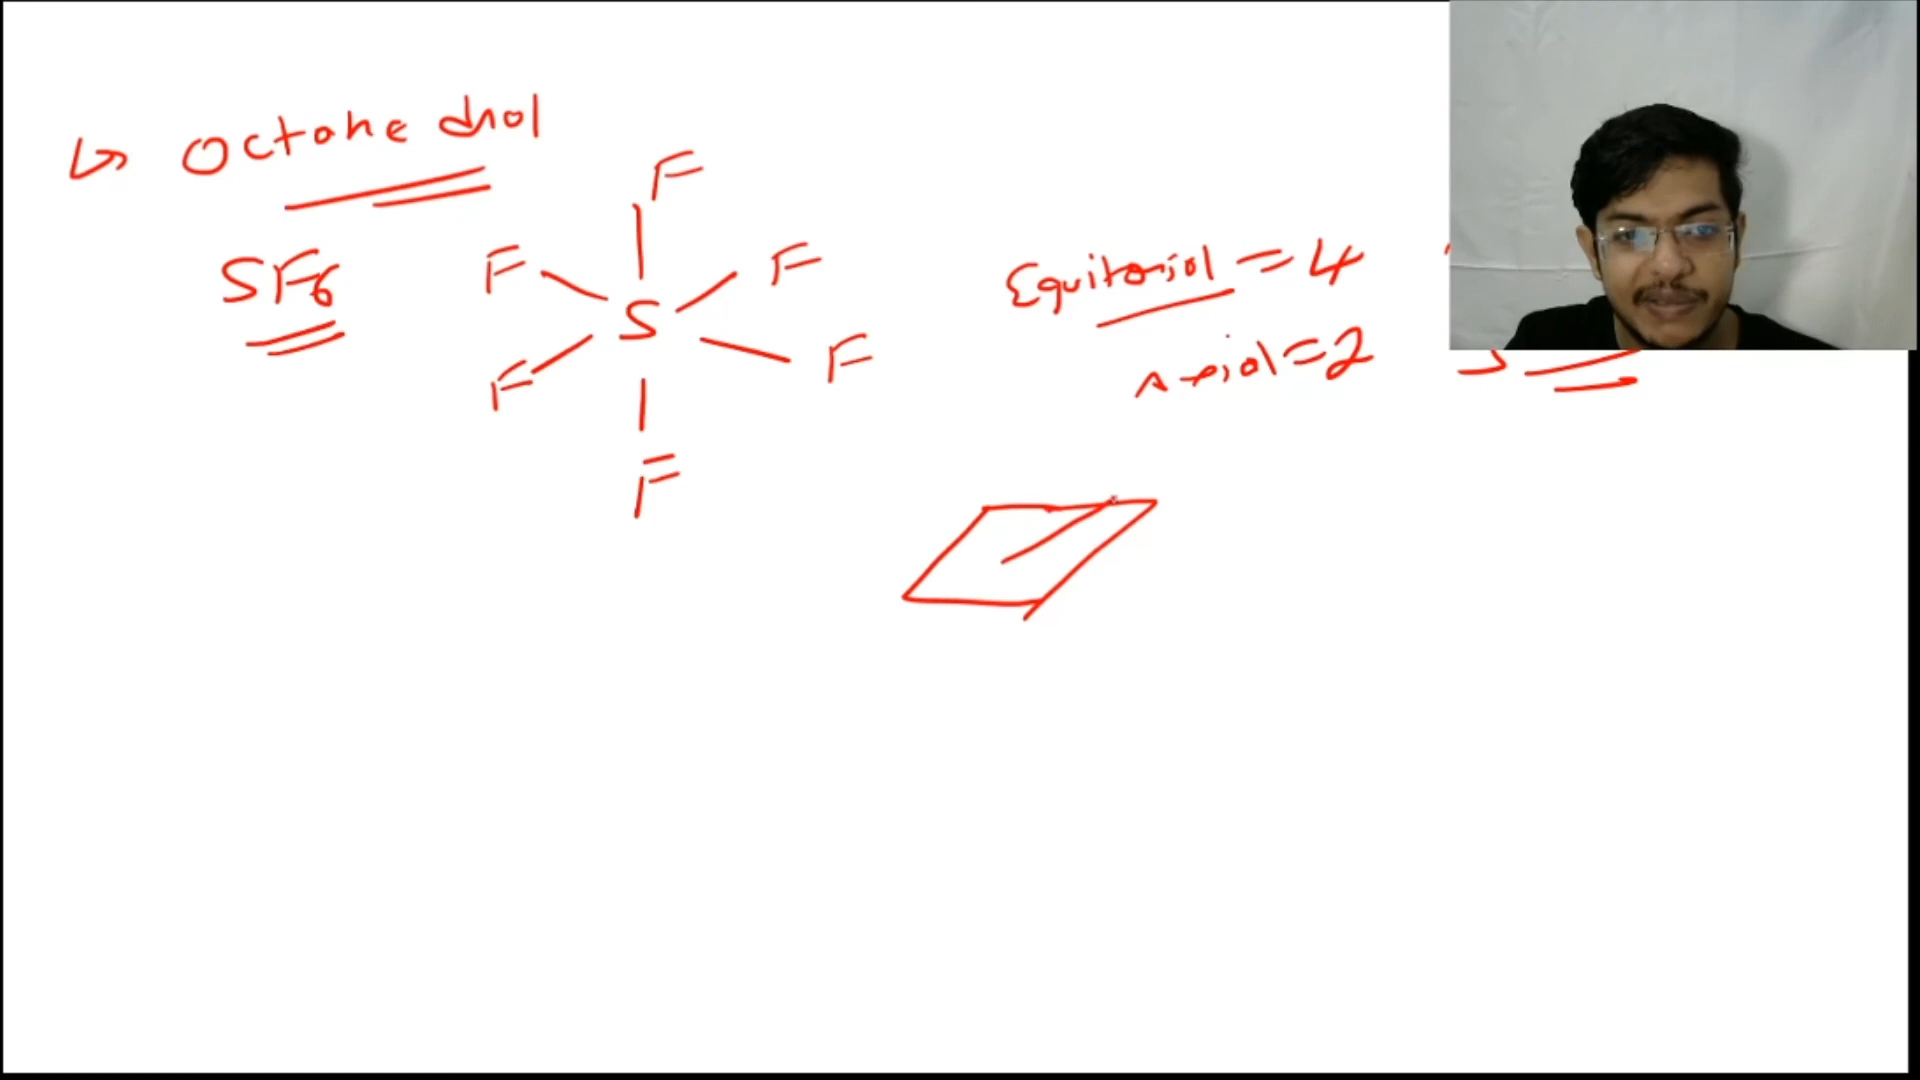 ↳ Octahedral
SF6
F
F F
S
F F
F
Equitorial = 4
Axial = 2